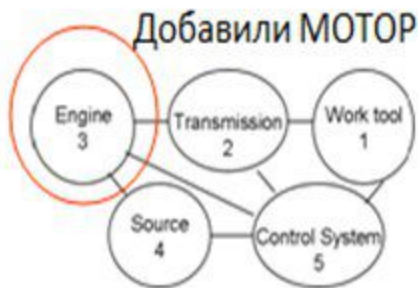 Добавили МОТОР
Engine
3
Transmission
2
Work tool
1
Source
4
Control System
5